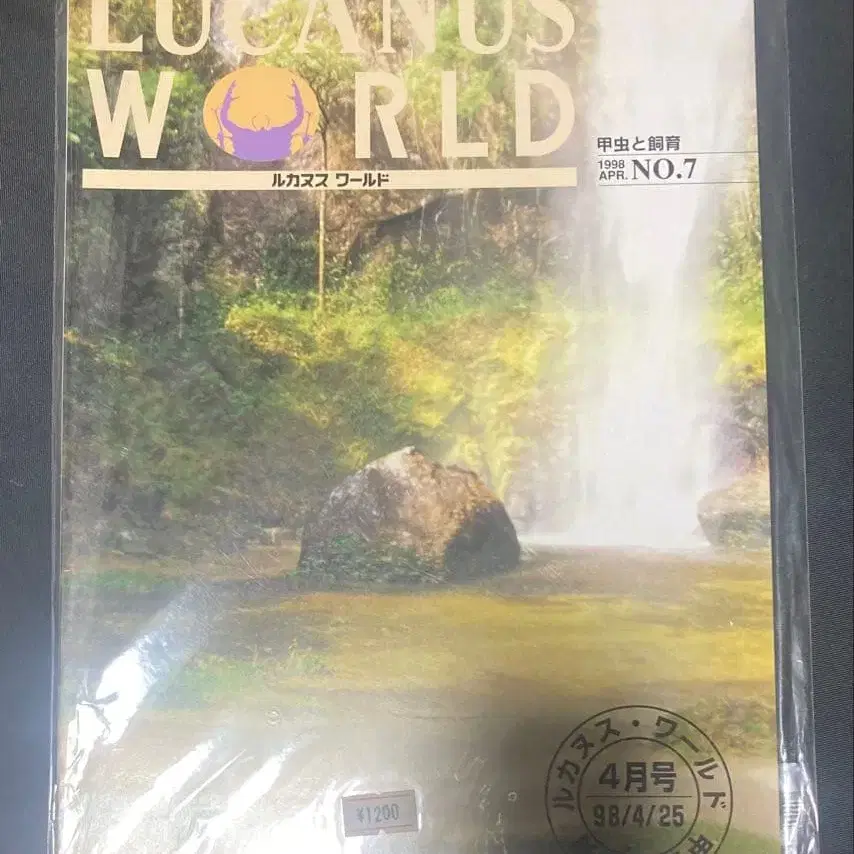 LUCANUS
WORLD
ルカヌス ワールド
甲虫と飼育
1998
APR. NO.7
ルカヌス・ワールド
4月号
98/4/25
¥1200